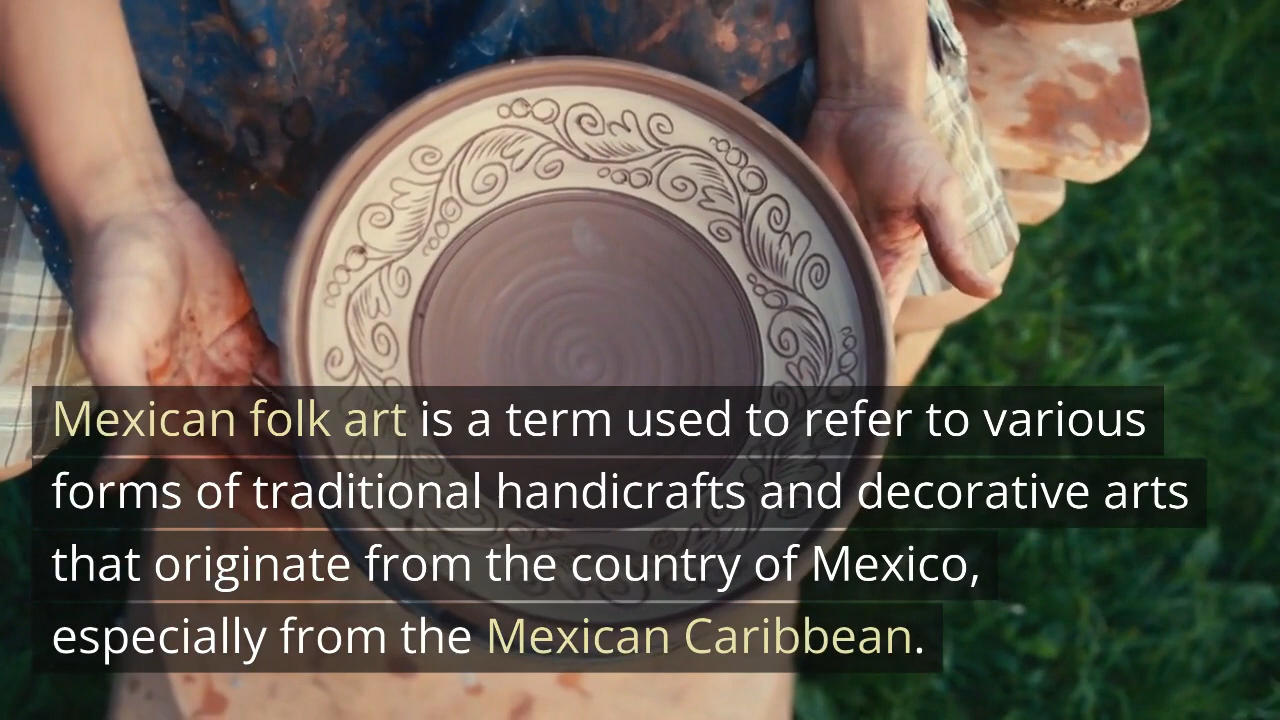 Mexican folk art is a term used to refer to various
forms of traditional handicrafts and decorative arts
that originate from the country of Mexico,
especially from the Mexican Caribbean.